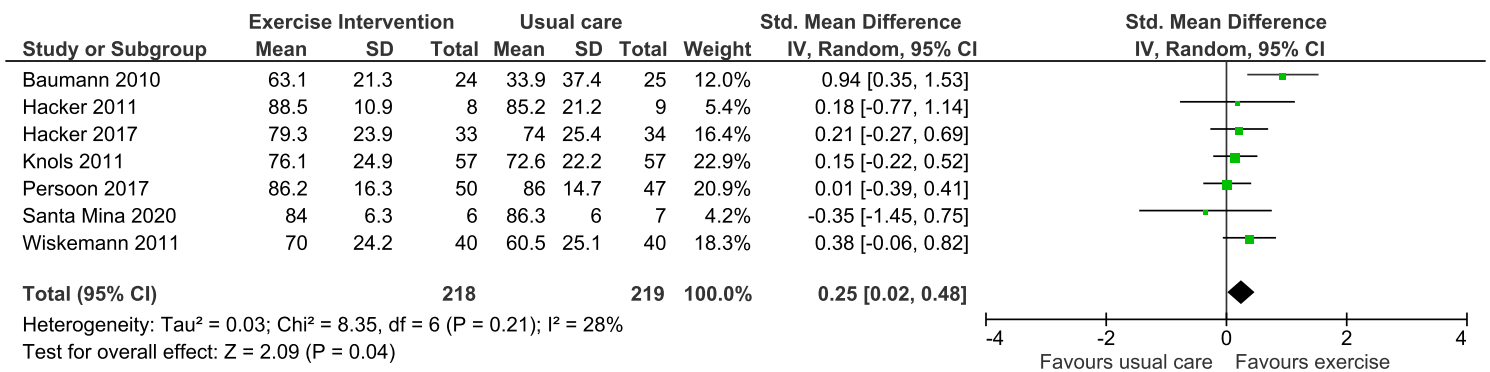 Exercise Intervention Usual care Std. Mean Difference Std. Mean Difference
Study or Subgroup Mean SD Total Mean SD Total Weight IV, Random, 95% CI IV, Random, 95% CI
Baumann 2010 63.1 21.3 24 33.9 37.4 25 12.0% 0.94 [0.35, 1.53]
Hacker 2011 88.5 10.9 8 85.2 21.2 9 5.4% 0.18 [-0.77, 1.14]
Hacker 2017 79.3 23.9 33 74 25.4 34 16.4% 0.21 [-0.27, 0.69]
Knols 2011 76.1 24.9 57 72.6 22.2 57 22.9% 0.15 [-0.22, 0.52]
Persoon 2017 86.2 16.3 50 86 14.7 47 20.9% 0.01 [-0.39, 0.41]
Santa Mina 2020 84 6.3 6 86.3 6 7 4.2% -0.35 [-1.45, 0.75]
Wiskemann 2011 70 24.2 40 60.5 25.1 40 18.3% 0.38 [-0.06, 0.82]
Total (95% CI) 218 219 100.0% 0.25 [0.02, 0.48]
Heterogeneity: Tau² = 0.03; Chi² = 8.35, df = 6 (P = 0.21); I² = 28%
Test for overall effect: Z = 2.09 (P = 0.04)
-4 -2 0 2 4
Favours usual care Favours exercise